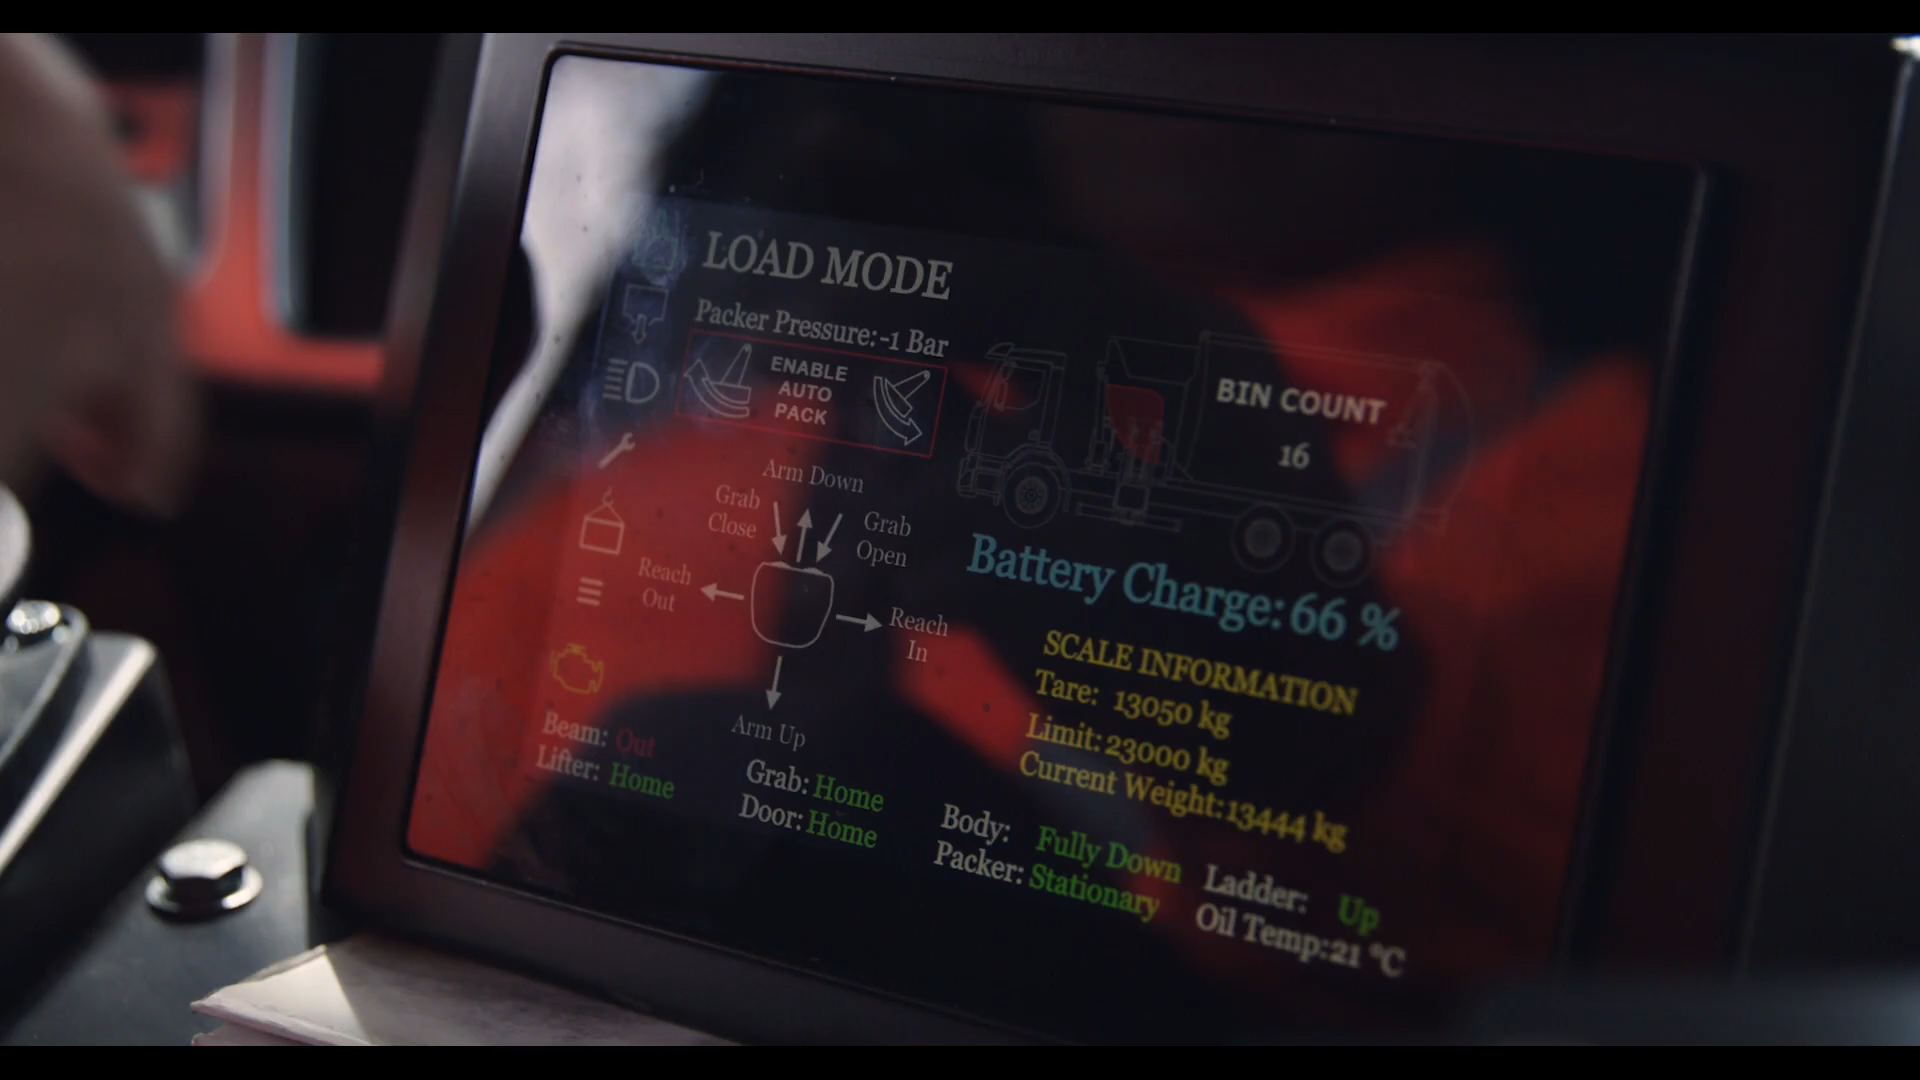 LOAD MODE
Packer Pressure: -1 Bar
ENABLE
AUTO
PACK
BIN COUNT
16
Arm Down
Grab
Close
Grab
Open
Reach
Out
Reach
In
Arm Up
Battery Charge: 66 %
SCALE INFORMATION
Tare: 13050 kg
Limit: 23000 kg
Current Weight: 13444 kg
Beam: Out
Lifter: Home
Grab: Home
Door: Home
Body: Fully Down
Packer: Stationary
Ladder: Up
Oil Temp: 21 °C